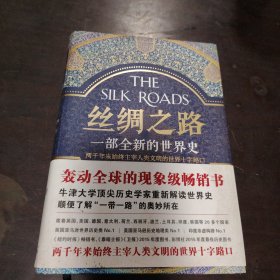 THE
SILK ROADS
丝绸之路
一部全新的世界史
两千年来始终主宰人类文明的世界十字路口
轰动全球的现象级畅销书
牛津大学顶尖历史学家重新解读世界史
顺便了解“一带一路”的奥妙所在
两千年来始终主宰人类文明的世界十字路口